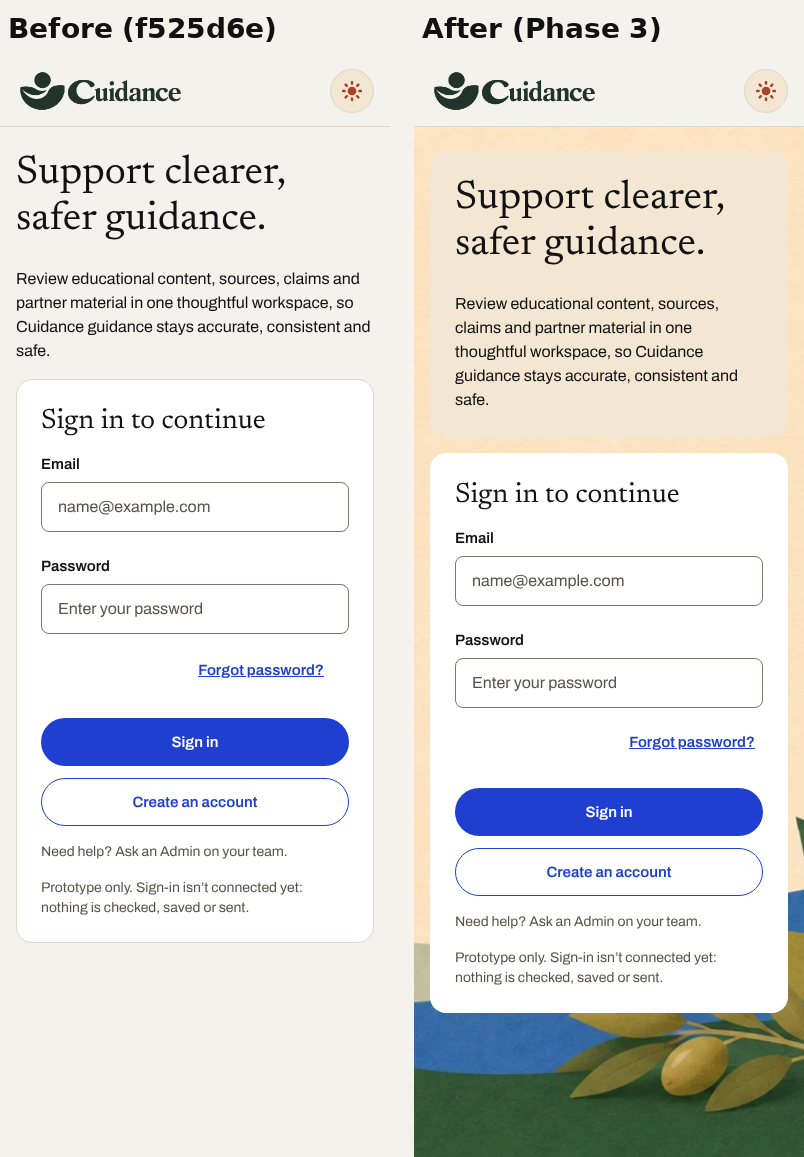 Before (f525d6e)
Cuidance
Support clearer,
safer guidance.
Review educational content, sources, claims and
partner material in one thoughtful workspace, so
Cuidance guidance stays accurate, consistent and
safe.
Sign in to continue
Email
name@example.com
Password
Enter your password
Forgot password?
Sign in
Create an account
Need help? Ask an Admin on your team.
Prototype only. Sign-in isn’t connected yet:
nothing is checked, saved or sent.
After (Phase 3)
Cuidance
Support clearer,
safer guidance.
Review educational content, sources,
claims and partner material in one
thoughtful workspace, so Cuidance
guidance stays accurate, consistent and
safe.
Sign in to continue
Email
name@example.com
Password
Enter your password
Forgot password?
Sign in
Create an account
Need help? Ask an Admin on your team.
Prototype only. Sign-in isn’t connected yet:
nothing is checked, saved or sent.